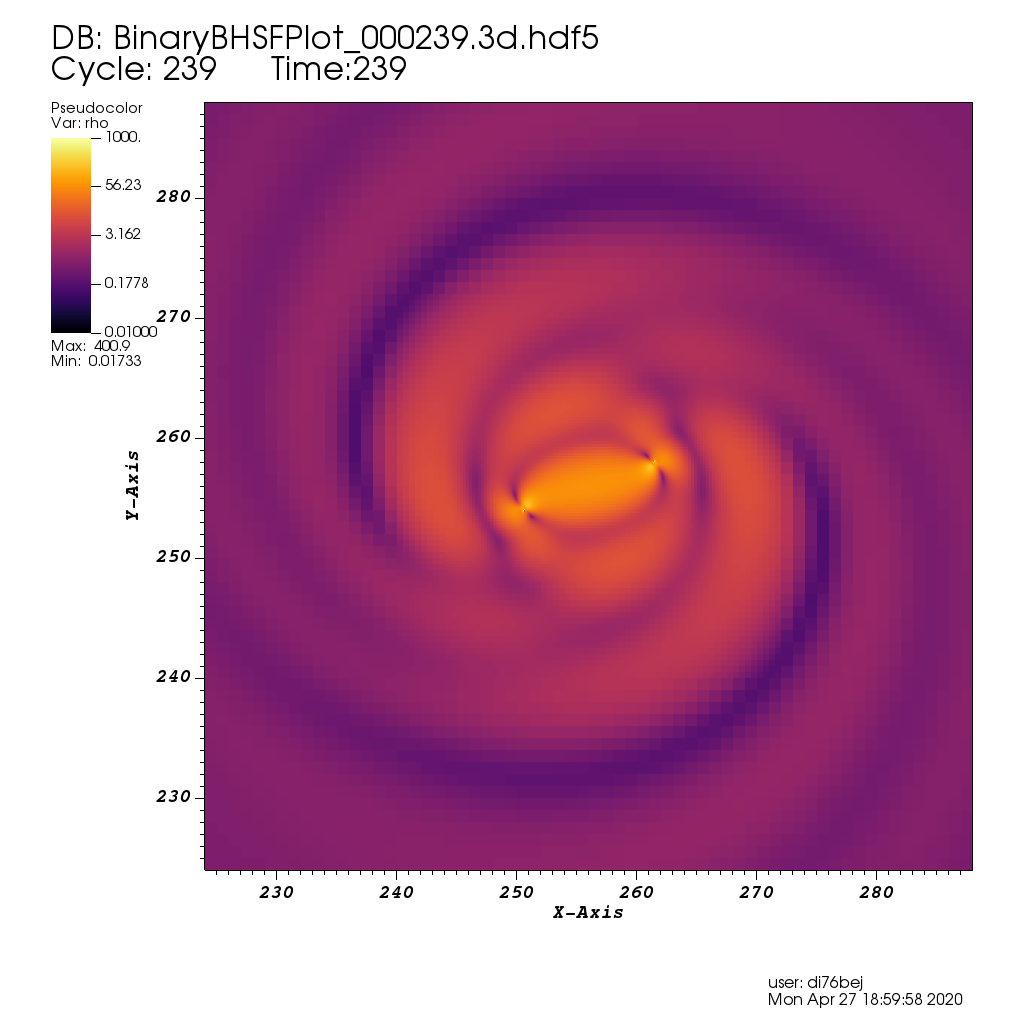 DB: BinaryBHSFPlot_000239.3d.hdf5
Cycle: 239 Time:239
Pseudocolor
Var: rho
1000.
56.23
3.162
0.1778
0.01000
Max: 400.9
Min: 0.01733
280
270
260
250
240
230
Y-Axis
230 240 250 260 270 280
X-Axis
user: di76bej
Mon Apr 27 18:59:58 2020